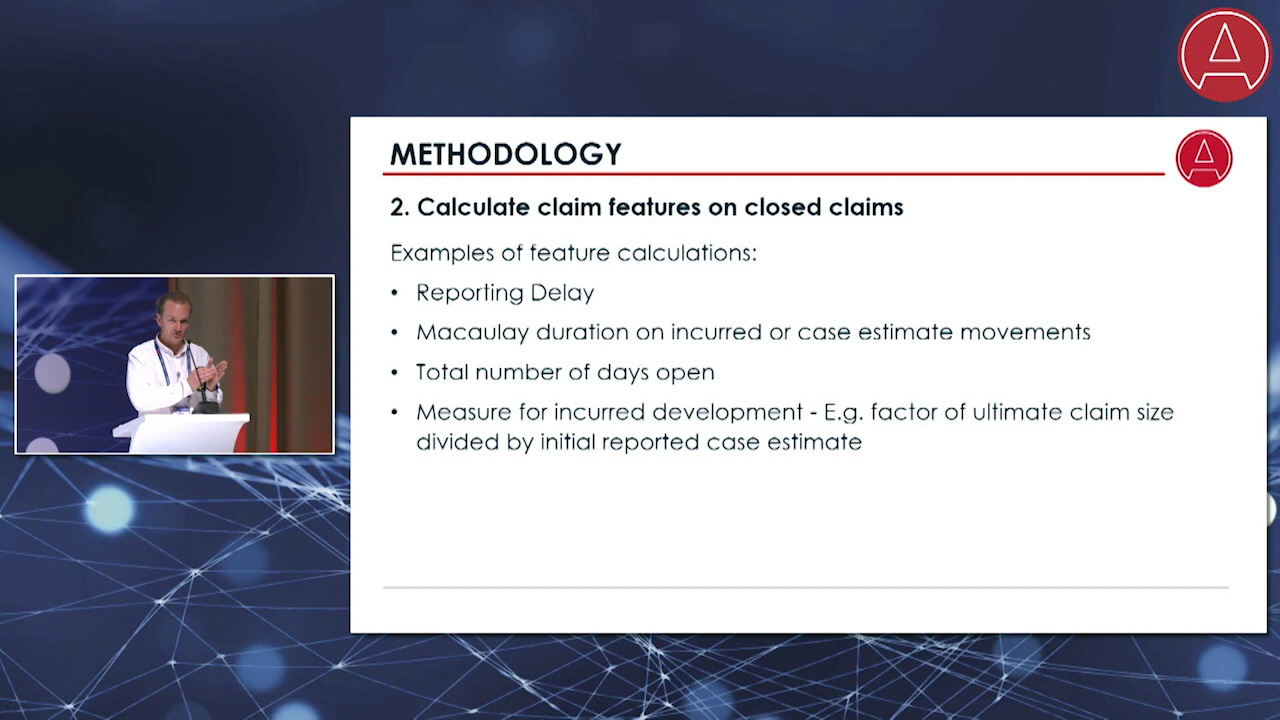 METHODOLOGY
2. Calculate claim features on closed claims
Examples of feature calculations:
• Reporting Delay
• Macaulay duration on incurred or case estimate movements
• Total number of days open
• Measure for incurred development - E.g. factor of ultimate claim size
divided by initial reported case estimate